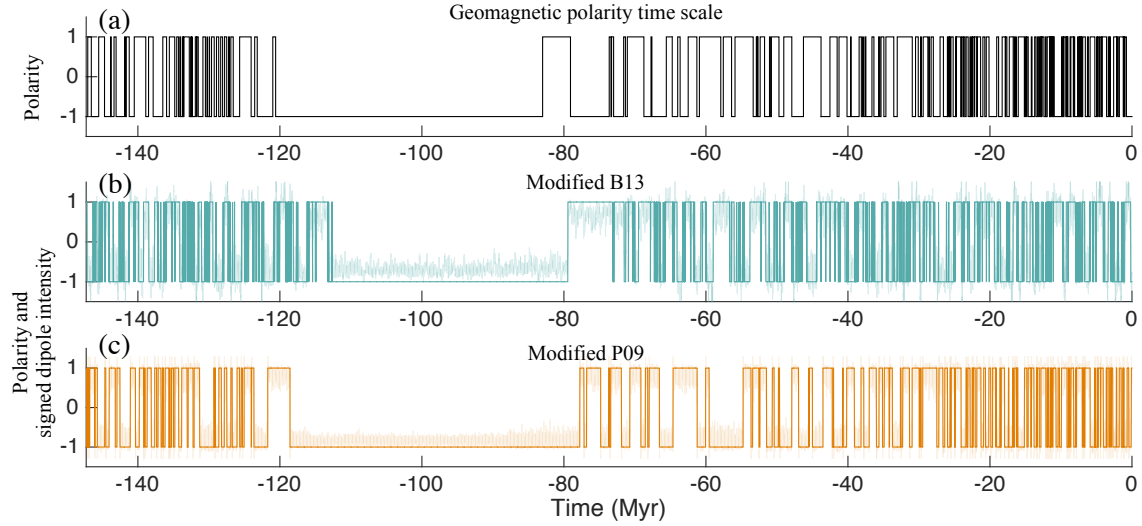 (a) Geomagnetic polarity time scale
Polarity
1
0
-1
-140 -120 -100 -80 -60 -40 -20 0
(b) Modified B13
Polarity and
signed dipole intensity
1
0
-1
-140 -120 -100 -80 -60 -40 -20 0
(c) Modified P09
1
0
-1
-140 -120 -100 -80 -60 -40 -20 0
Time (Myr)